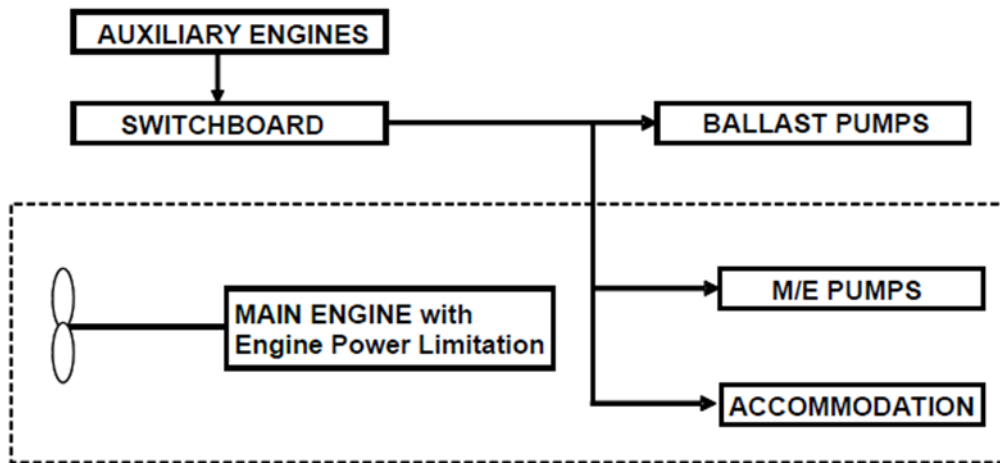 AUXILIARY ENGINES
SWITCHBOARD
BALLAST PUMPS
MAIN ENGINE with
Engine Power Limitation
M/E PUMPS
ACCOMMODATION